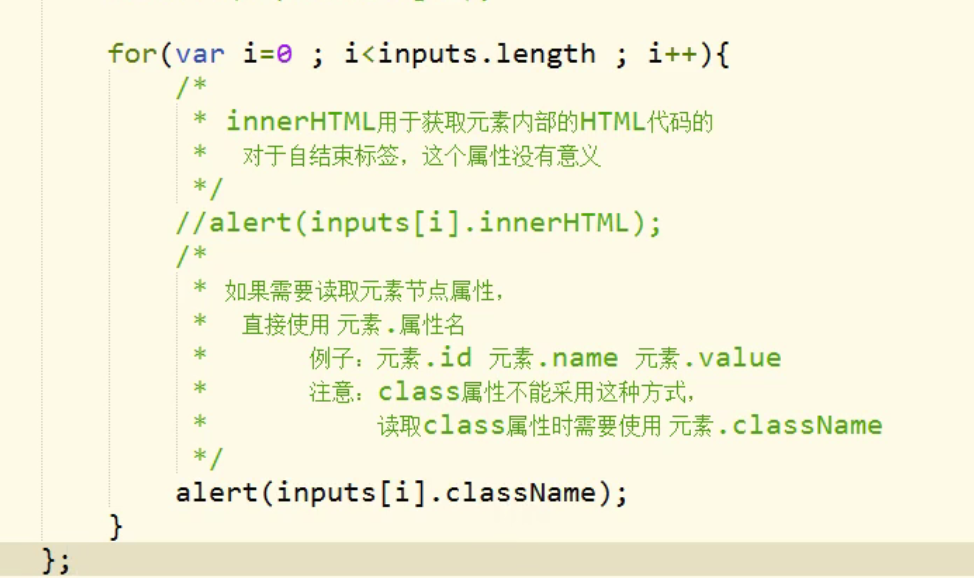 for(var i=0 ; i<inputs.length ; i++){
/*
* innerHTML用于获取元素内部的HTML代码的
* 对于自结束标签，这个属性没有意义
*/
//alert(inputs[i].innerHTML);
/*
* 如果需要读取元素节点属性，
* 直接使用 元素.属性名
* 例子：元素.id 元素.name 元素.value
* 注意：class属性不能采用这种方式，
* 读取class属性时需要使用 元素.className
*/
alert(inputs[i].className);
}
};